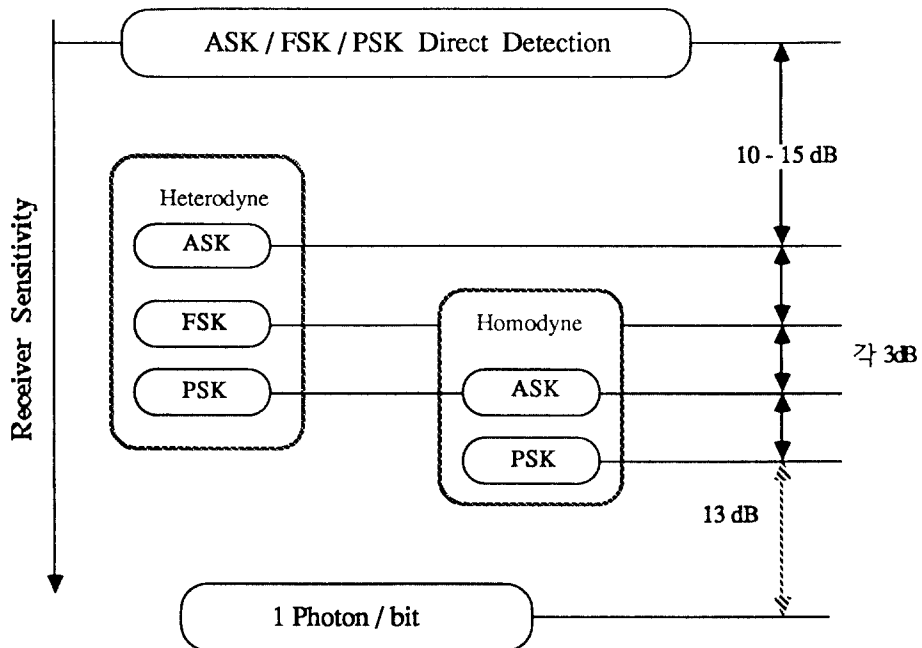 ASK / FSK / PSK Direct Detection
10 - 15 dB
Heterodyne
ASK
FSK
PSK
Homodyne
ASK
PSK
각 3dB
13 dB
1 Photon / bit
Receiver Sensitivity